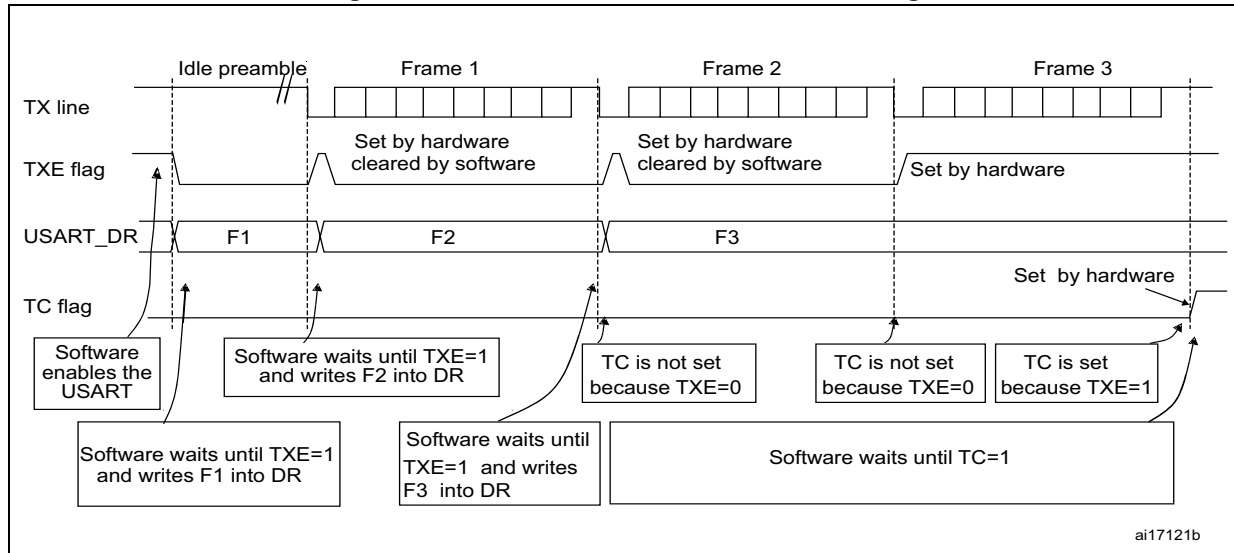 Idle preamble
Frame 1
Frame 2
Frame 3
TX line
Set by hardware
cleared by software
Set by hardware
cleared by software
TXE flag
Set by hardware
USART_DR
F1
F2
F3
Set by hardware
TC flag
Software
enables the
USART
Software waits until TXE=1
and writes F2 into DR
TC is not set
because TXE=0
TC is not set
because TXE=0
TC is set
because TXE=1
Software waits until TXE=1
and writes F1 into DR
Software waits until
TXE=1 and writes
F3 into DR
Software waits until TC=1
ai17121b